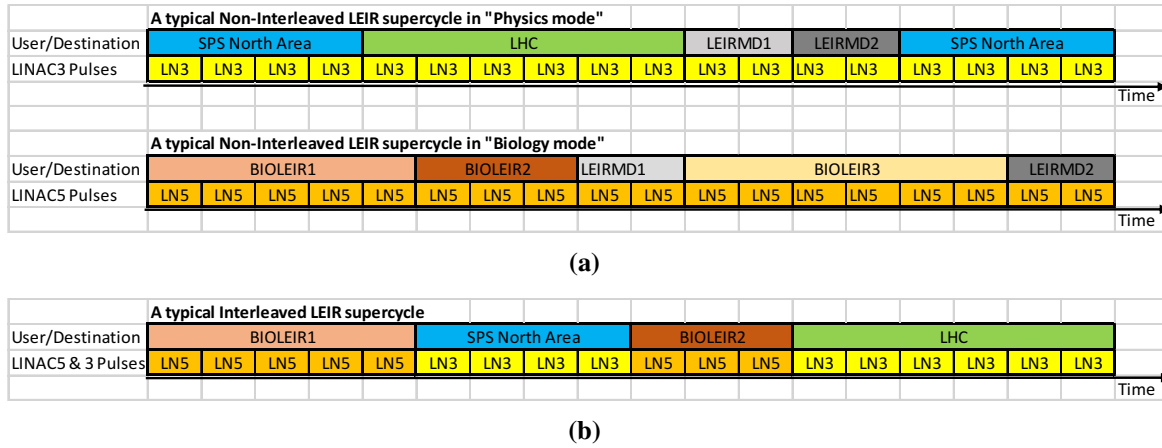 A typical Non-Interleaved LEIR supercycle in "Physics mode"
User/Destination SPS North Area LHC LEIRMD1 LEIRMD2 SPS North Area
LINAC3 Pulses LN3 LN3 LN3 LN3 LN3 LN3 LN3 LN3 LN3 LN3 LN3 LN3 LN3 LN3 LN3 LN3 LN3 LN3
Time
A typical Non-Interleaved LEIR supercycle in "Biology mode"
User/Destination BIOLEIR1 BIOLEIR2 LEIRMD1 BIOLEIR3 LEIRMD2
LINAC5 Pulses LN5 LN5 LN5 LN5 LN5 LN5 LN5 LN5 LN5 LN5 LN5 LN5 LN5 LN5 LN5 LN5 LN5 LN5
Time
(a)
A typical Interleaved LEIR supercycle
User/Destination BIOLEIR1 SPS North Area BIOLEIR2 LHC
LINAC5 & 3 Pulses LN5 LN5 LN5 LN5 LN5 LN3 LN3 LN3 LN3 LN5 LN5 LN5 LN3 LN3 LN3 LN3 LN3 LN3
Time
(b)